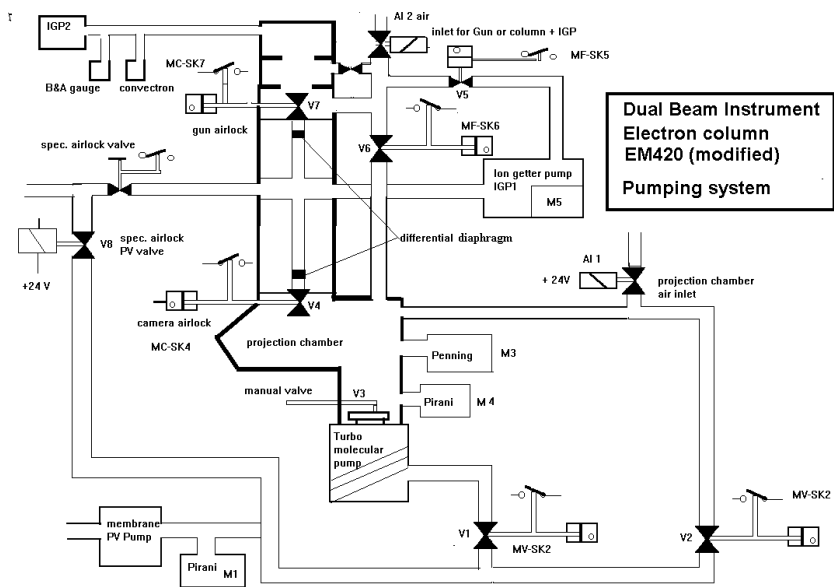 IGP2
AI 2 air
inlet for Gun or column + IGP
MC-SK7
MF-SK5
B&A gauge
convectron
V5
V7
gun airlock
MF-SK6
Dual Beam Instrument
Electron column
EM420 (modified)
Pumping system
spec. airlock valve
V6
Ion getter pump
IGP1
M5
V8
spec. airlock
PV valve
differential diaphragm
+24 V
AI 1
+ 24V
projection chamber
air inlet
V4
camera airlock
MC-SK4
projection chamber
Penning
M3
manual valve
V3
Pirani
M 4
Turbo
molecular
pump
MV-SK2
membrane
PV Pump
V1
V2
MV-SK2
Pirani
M1